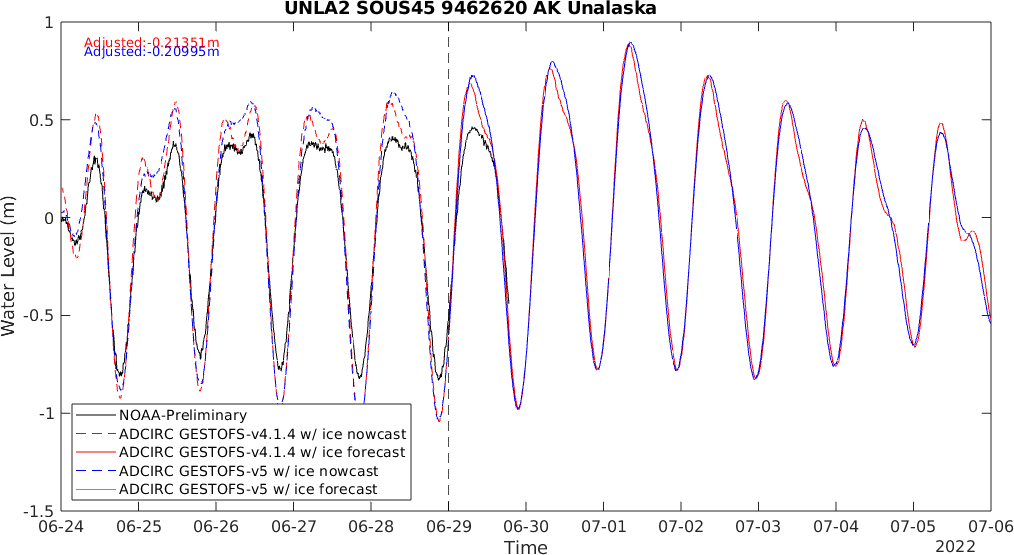 UNLA2 SOUS45 9462620 AK Unalaska
Adjusted:-0.21351m
Adjusted:-0.20995m
Water Level (m)
1
0.5
0
-0.5
-1
-1.5
NOAA-Preliminary
ADCIRC GESTOFS-v4.1.4 w/ ice nowcast
ADCIRC GESTOFS-v4.1.4 w/ ice forecast
ADCIRC GESTOFS-v5 w/ ice nowcast
ADCIRC GESTOFS-v5 w/ ice forecast
06-24 06-25 06-26 06-27 06-28 06-29 06-30 07-01 07-02 07-03 07-04 07-05 07-06
Time
2022